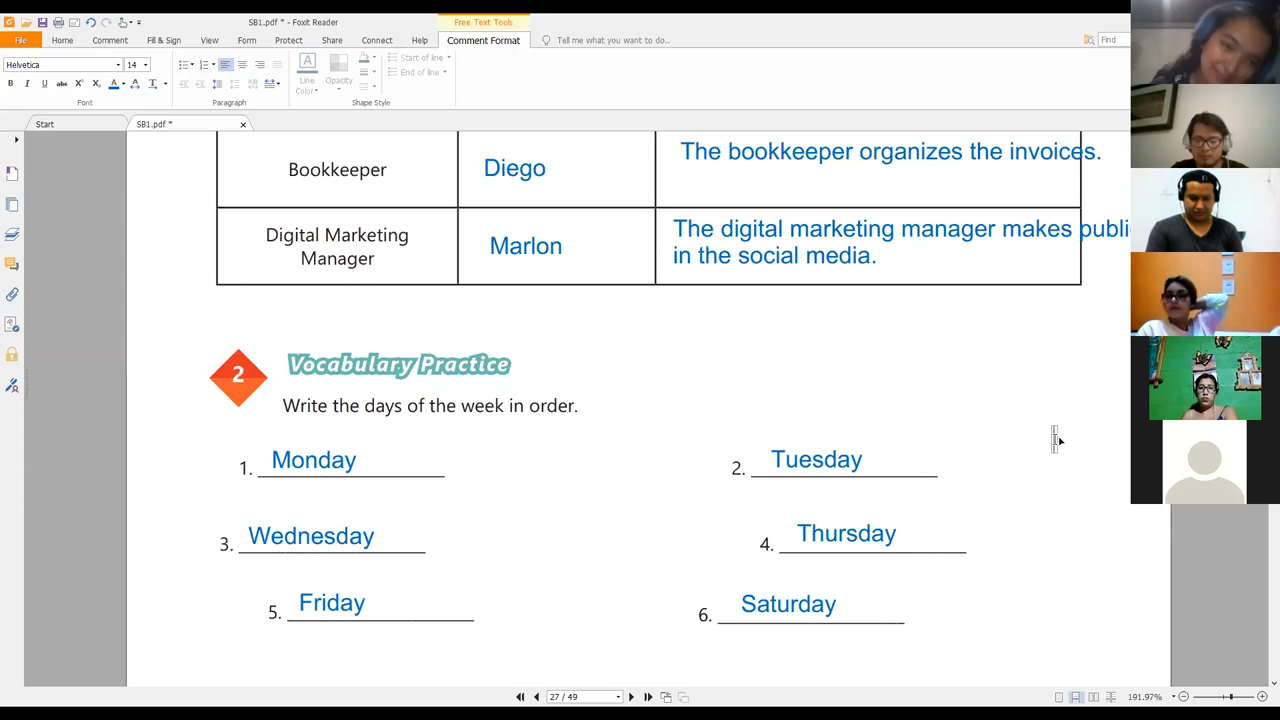 SB1.pdf * - Foxit Reader
Free Text Tools
File Home Comment Fill & Sign View Form Protect Share Connect Help Comment Format Tell me what you want to do.. Find
Helvetica 14
Line Color Opacity Start of line
End of line
Font Paragraph Shape Style
Start SB1.pdf *
Bookkeeper Diego The bookkeeper organizes the invoices.
Digital Marketing Manager Marlon The digital marketing manager makes publi
in the social media.
2 Vocabulary Practice
Write the days of the week in order.
1. Monday 2. Tuesday
3. Wednesday 4. Thursday
5. Friday 6. Saturday
27 / 49 191.97%